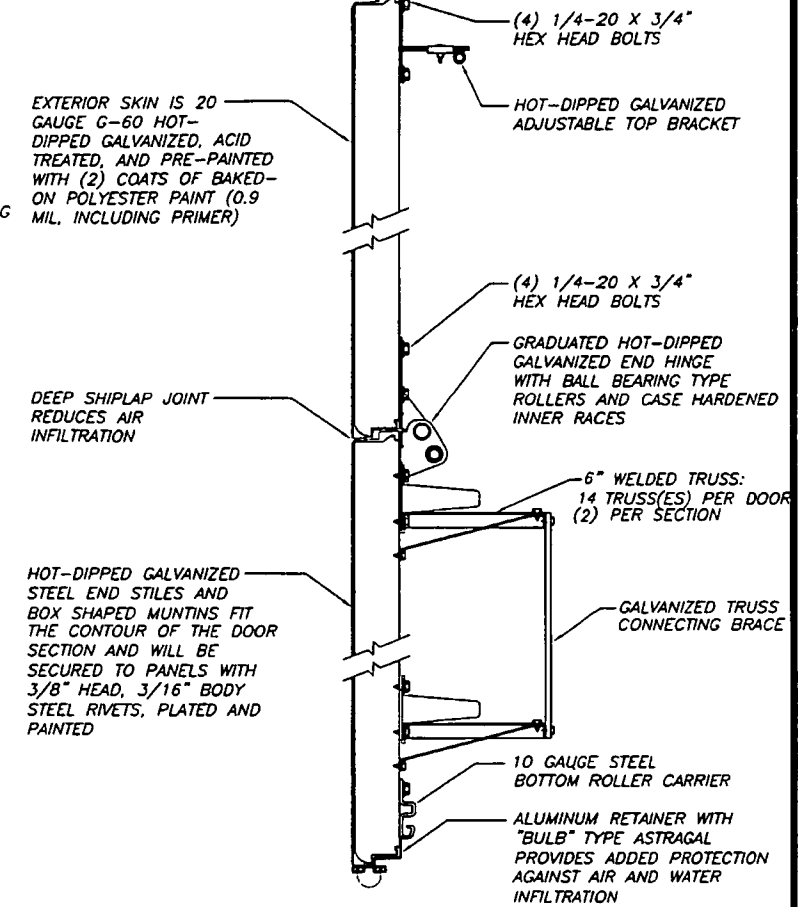 (4) 1/4-20 X 3/4"
HEX HEAD BOLTS
HOT-DIPPED GALVANIZED
ADJUSTABLE TOP BRACKET
EXTERIOR SKIN IS 20
GAUGE G-60 HOT-
DIPPED GALVANIZED, ACID
TREATED, AND PRE-PAINTED
WITH (2) COATS OF BAKED-
ON POLYESTER PAINT (0.9
MIL. INCLUDING PRIMER)
G
(4) 1/4-20 X 3/4"
HEX HEAD BOLTS
GRADUATED HOT-DIPPED
GALVANIZED END HINGE
WITH BALL BEARING TYPE
ROLLERS AND CASE HARDENED
INNER RACES
DEEP SHIPLAP JOINT
REDUCES AIR
INFILTRATION
6" WELDED TRUSS:
14 TRUSS(ES) PER DOOR
(2) PER SECTION
HOT-DIPPED GALVANIZED
STEEL END STILES AND
BOX SHAPED MUNTINS FIT
THE CONTOUR OF THE DOOR
SECTION AND WILL BE
SECURED TO PANELS WITH
3/8" HEAD, 3/16" BODY
STEEL RIVETS, PLATED AND
PAINTED
GALVANIZED TRUSS
CONNECTING BRACE
10 GAUGE STEEL
BOTTOM ROLLER CARRIER
ALUMINUM RETAINER WITH
"BULB" TYPE ASTRAGAL
PROVIDES ADDED PROTECTION
AGAINST AIR AND WATER
INFILTRATION